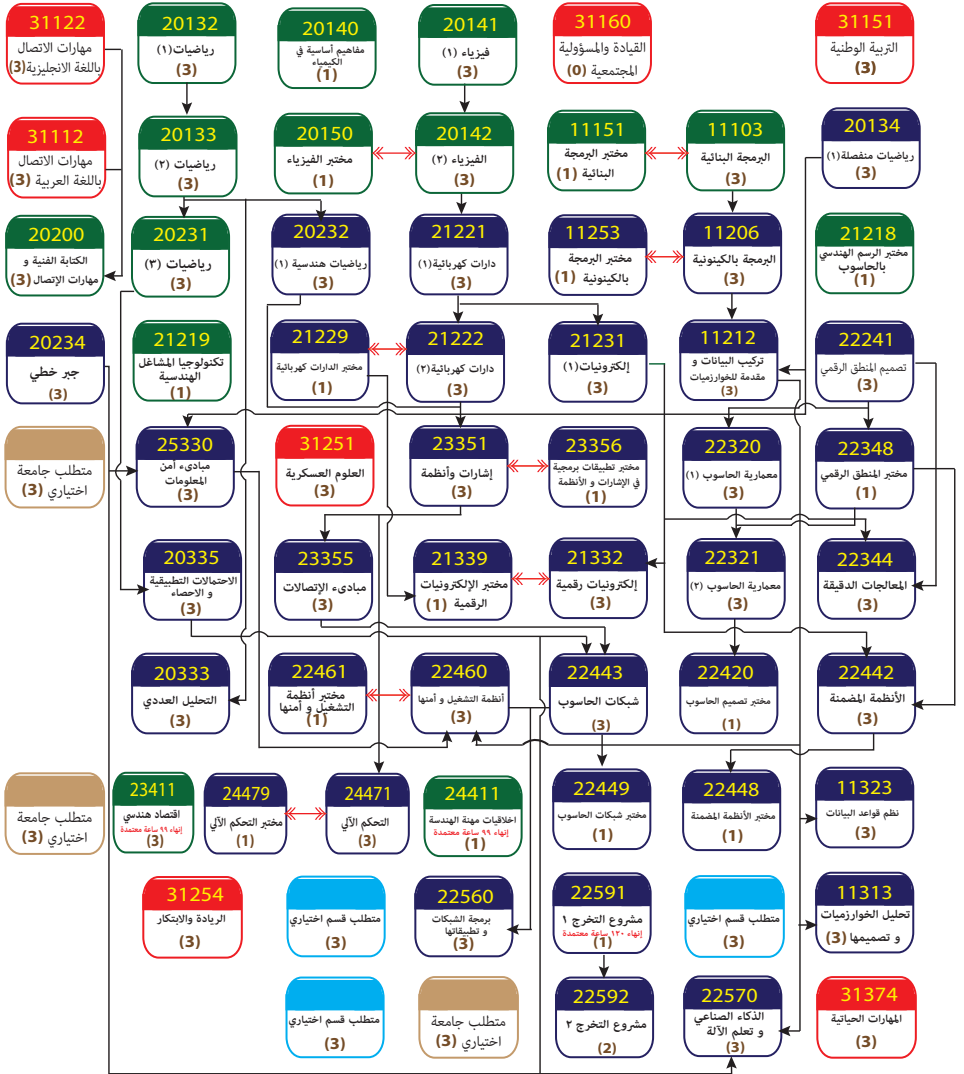 31122
مهارات الاتصال
باللغة الانجليزية (3)
20132
رياضيات(١)
(3)
20140
مفاهيم أساسية في
الكيمياء
(1)
20141
فيزياء (١)
(3)
31160
القيادة والمسؤولية
المجتمعية (0)
31151
التربية الوطنية
(3)
31112
مهارات الاتصال
باللغة العربية (3)
20133
رياضيات (٢)
(3)
20150
مختبر الفيزياء
(1)
20142
الفيزياء (٢)
(3)
11151
مختبر البرمجة
البنائية (1)
11103
البرمجة البنائية
(3)
20134
رياضيات منفصلة(١)
(3)
20200
الكتابة الفنية و
مهارات الإتصال (3)
20231
رياضيات (٣)
(3)
20232
رياضيات هندسية (١)
(3)
21221
دارات كهربائية(١)
(3)
11253
مختبر البرمجة
بالكينونية (1)
11206
البرمجة بالكينونية
(3)
21218
مختبر الرسم الهندسي
بالحاسوب
(1)
20234
جبر خطي
(3)
21219
تكنولوجيا المشاغل
الهندسية
(1)
21229
مختبر الدارات كهربائية
(1)
21222
دارات كهربائية(٢)
(3)
21231
إلكترونيات(١)
(3)
11212
تركيب البيانات و
مقدمة للخوارزميات
(3)
22241
تصميم المنطق الرقمي
(3)
متطلب جامعة
اختياري (3)
25330
مبادىء أمن
المعلومات
(3)
31251
العلوم العسكرية
(3)
23351
إشارات وأنظمة
(3)
23356
مختبر تطبيقات برمجية
في الإشارات و الأنظمة
(1)
22320
معمارية الحاسوب (١)
(3)
22348
مختبر المنطق الرقمي
(1)
20335
الاحتمالات التطبيقية
و الاحصاء
(3)
23355
مبادىء الإتصالات
(3)
21339
مختبر الإلكترونيات
الرقمية (1)
21332
إلكترونيات رقمية
(3)
22321
معمارية الحاسوب (٢)
(3)
22344
المعالجات الدقيقة
(3)
20333
التحليل العددي
(3)
22461
مختبر أنظمة
التشغيل و أمنها
(1)
22460
أنظمة التشغيل و أمنها
(3)
22443
شبكات الحاسوب
(3)
22420
مختبر تصميم الحاسوب
(1)
22442
الأنظمة المضمنة
(3)
متطلب جامعة
اختياري (3)
23411
اقتصاد هندسي
إنهاء ٩٩ ساعة معتمدة
(3)
24479
مختبر التحكم الآلي
(1)
24471
التحكم الآلي
(3)
24411
اخلاقيات مهنة الهندسة
إنهاء ٩٩ ساعة معتمدة
(1)
22449
مختبر شبكات الحاسوب
(1)
22448
مختبر الأنظمة المضمنة
(1)
11323
نظم قواعد البيانات
(3)
31254
الريادة والابتكار
(3)
متطلب قسم اختياري
(3)
22560
برمجة الشبكات
و تطبيقاتها
(3)
22591
مشروع التخرج ١
إنهاء ١٢٠ ساعة معتمدة
(1)
متطلب قسم اختياري
(3)
11313
تحليل الخوارزميات
و تصميمها (3)
متطلب قسم اختياري
(3)
متطلب جامعة
اختياري (3)
22592
مشروع التخرج ٢
(2)
22570
الذكاء الصناعي
و تعلم الآلة
(3)
31374
المهارات الحياتية
(3)